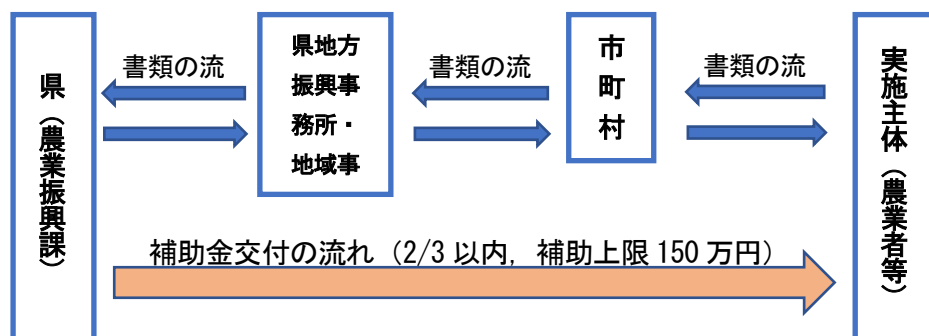 県（農業振興課）
書類の流
県地方
振興事
務所・
地域事
書類の流
市
町
村
書類の流
実施主体（農業者等）
補助金交付の流れ（2/3 以内，補助上限 150 万円）